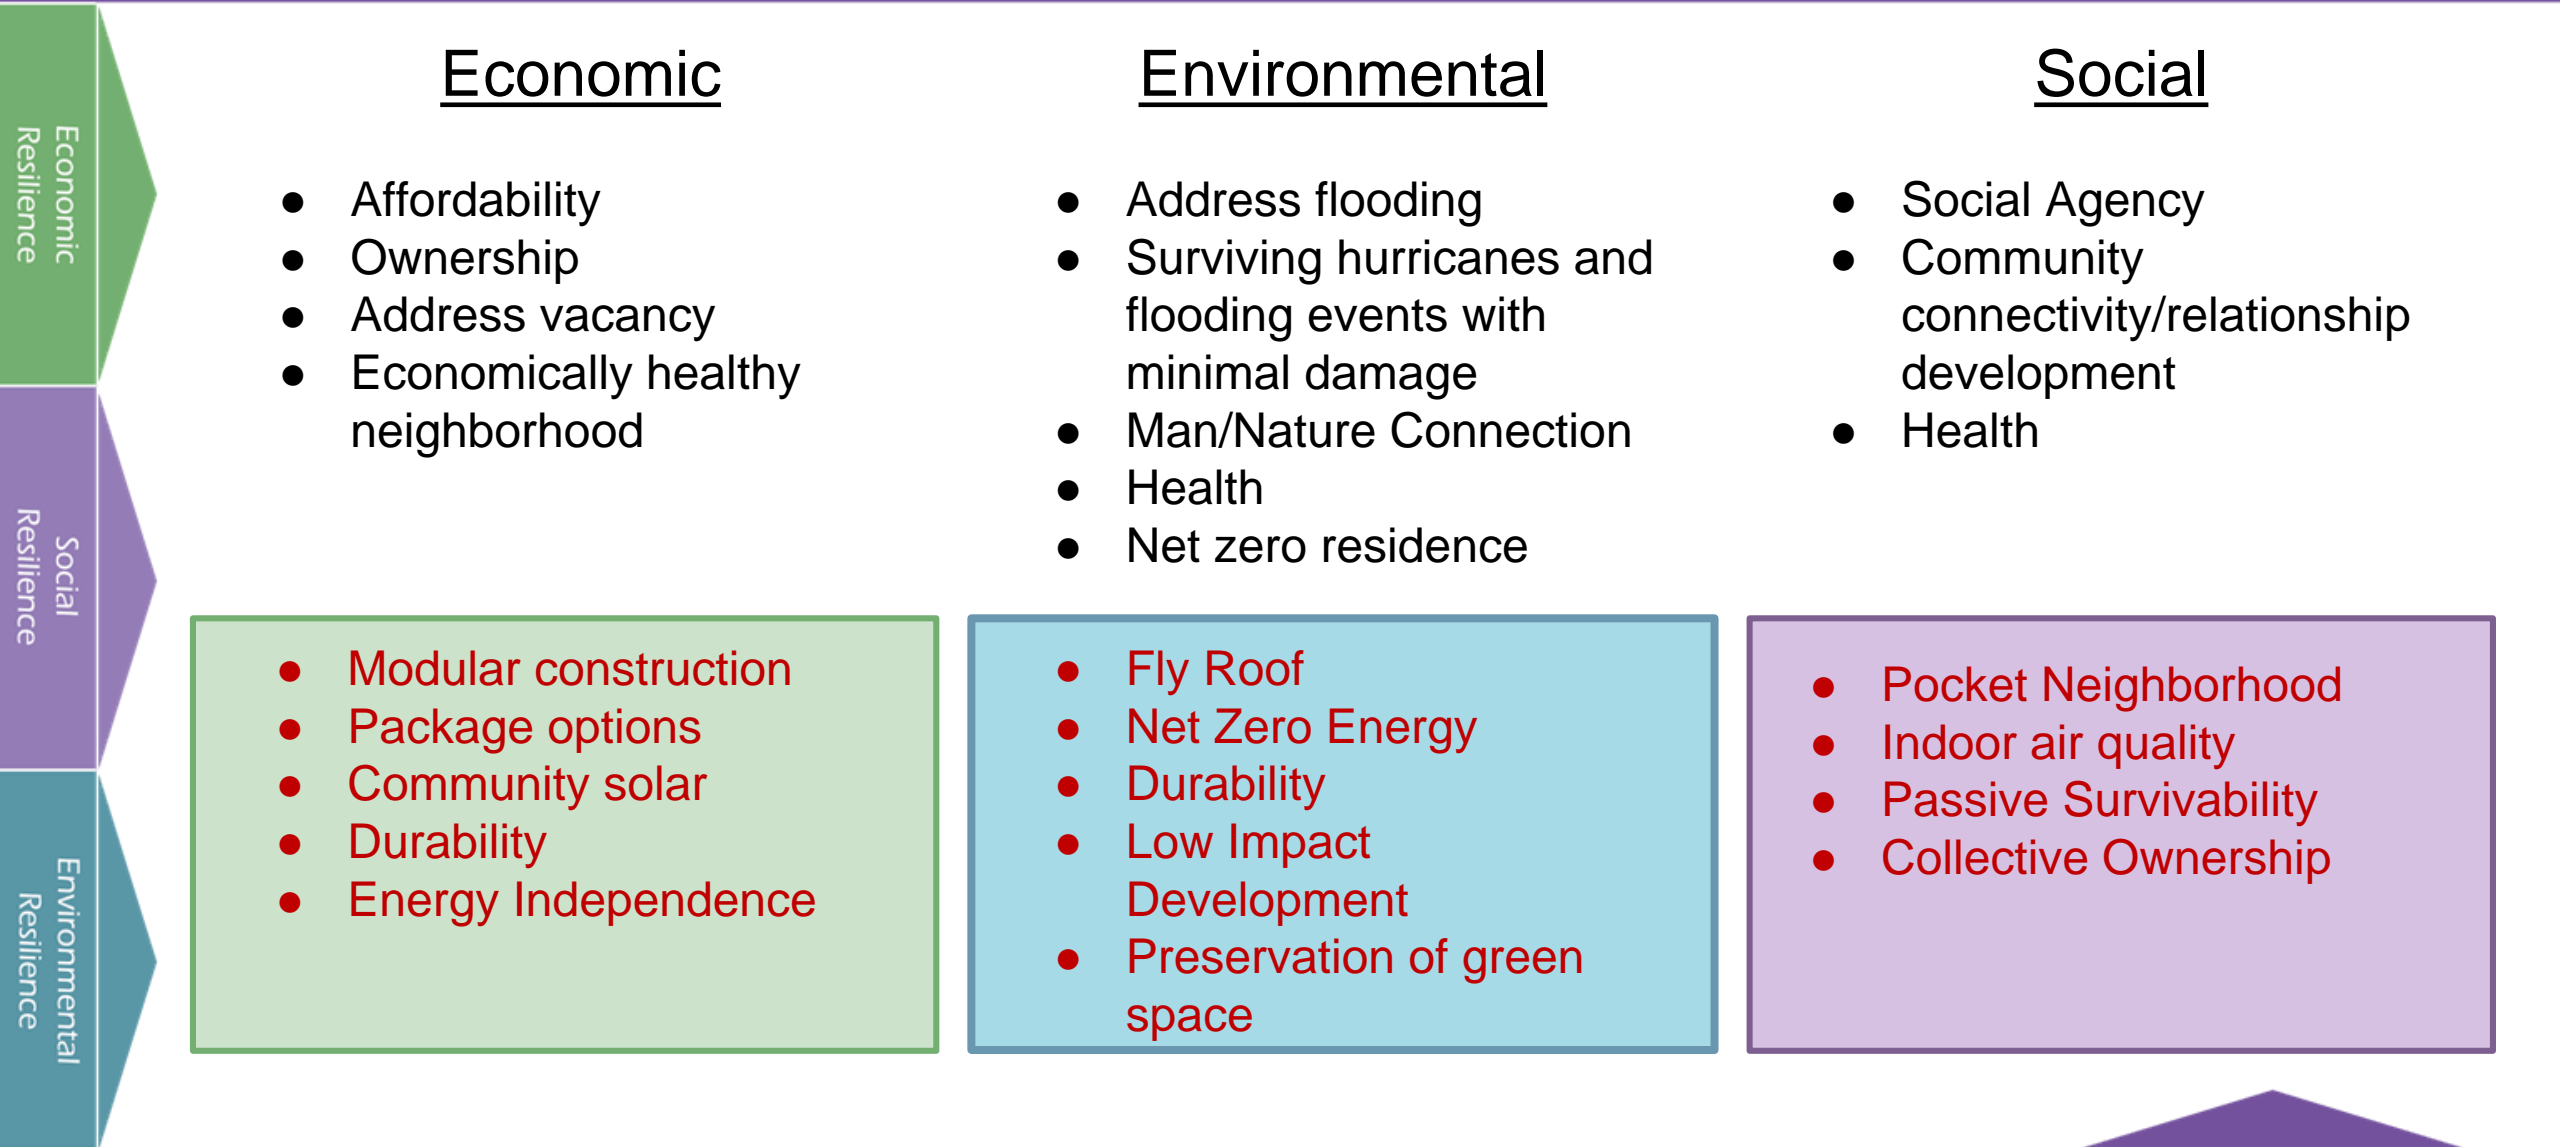 Economic
Resilience
Social
Resilience
Environmental
Resilience
Economic
● Affordability
● Ownership
● Address vacancy
● Economically healthy
neighborhood
Environmental
● Address flooding
● Surviving hurricanes and
flooding events with
minimal damage
● Man/Nature Connection
● Health
● Net zero residence
Social
● Social Agency
● Community
connectivity/relationship
development
● Health
● Modular construction
● Package options
● Community solar
● Durability
● Energy Independence
● Fly Roof
● Net Zero Energy
● Durability
● Low Impact
Development
● Preservation of green
space
● Pocket Neighborhood
● Indoor air quality
● Passive Survivability
● Collective Ownership